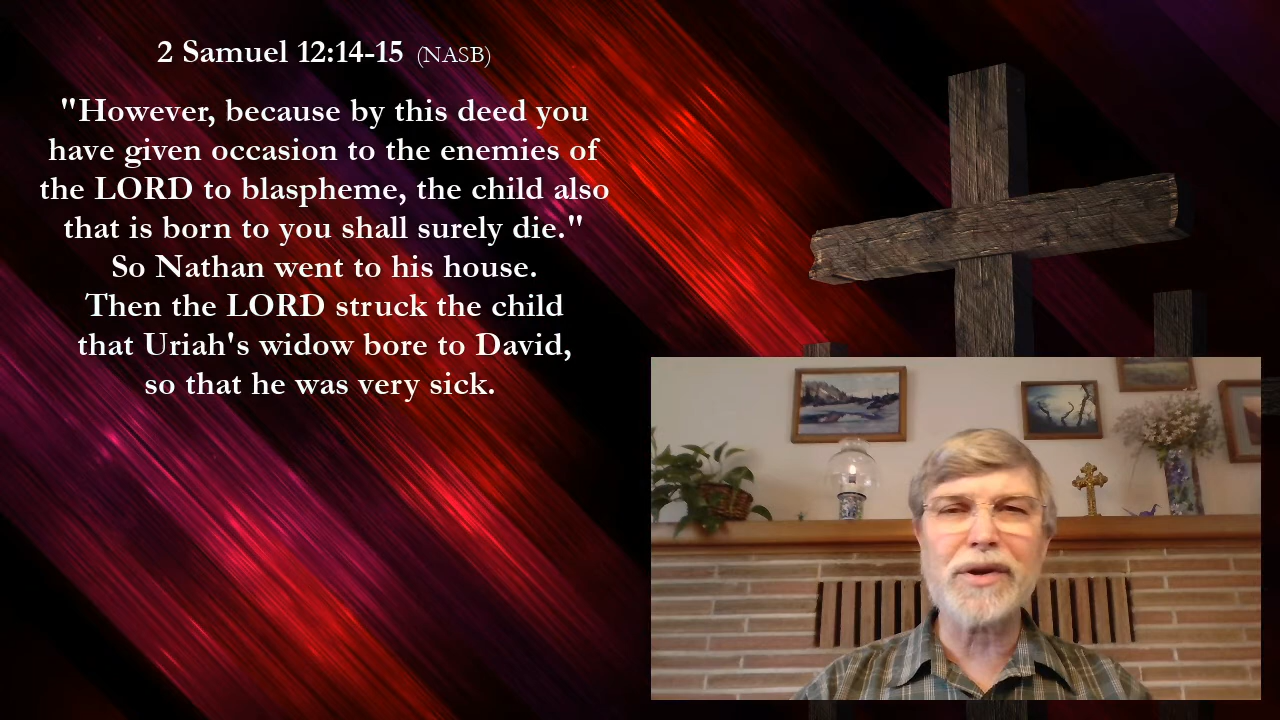 2 Samuel 12:14-15 (NASB)
"However, because by this deed you
have given occasion to the enemies of
the LORD to blaspheme, the child also
that is born to you shall surely die."
So Nathan went to his house.
Then the LORD struck the child
that Uriah's widow bore to David,
so that he was very sick.